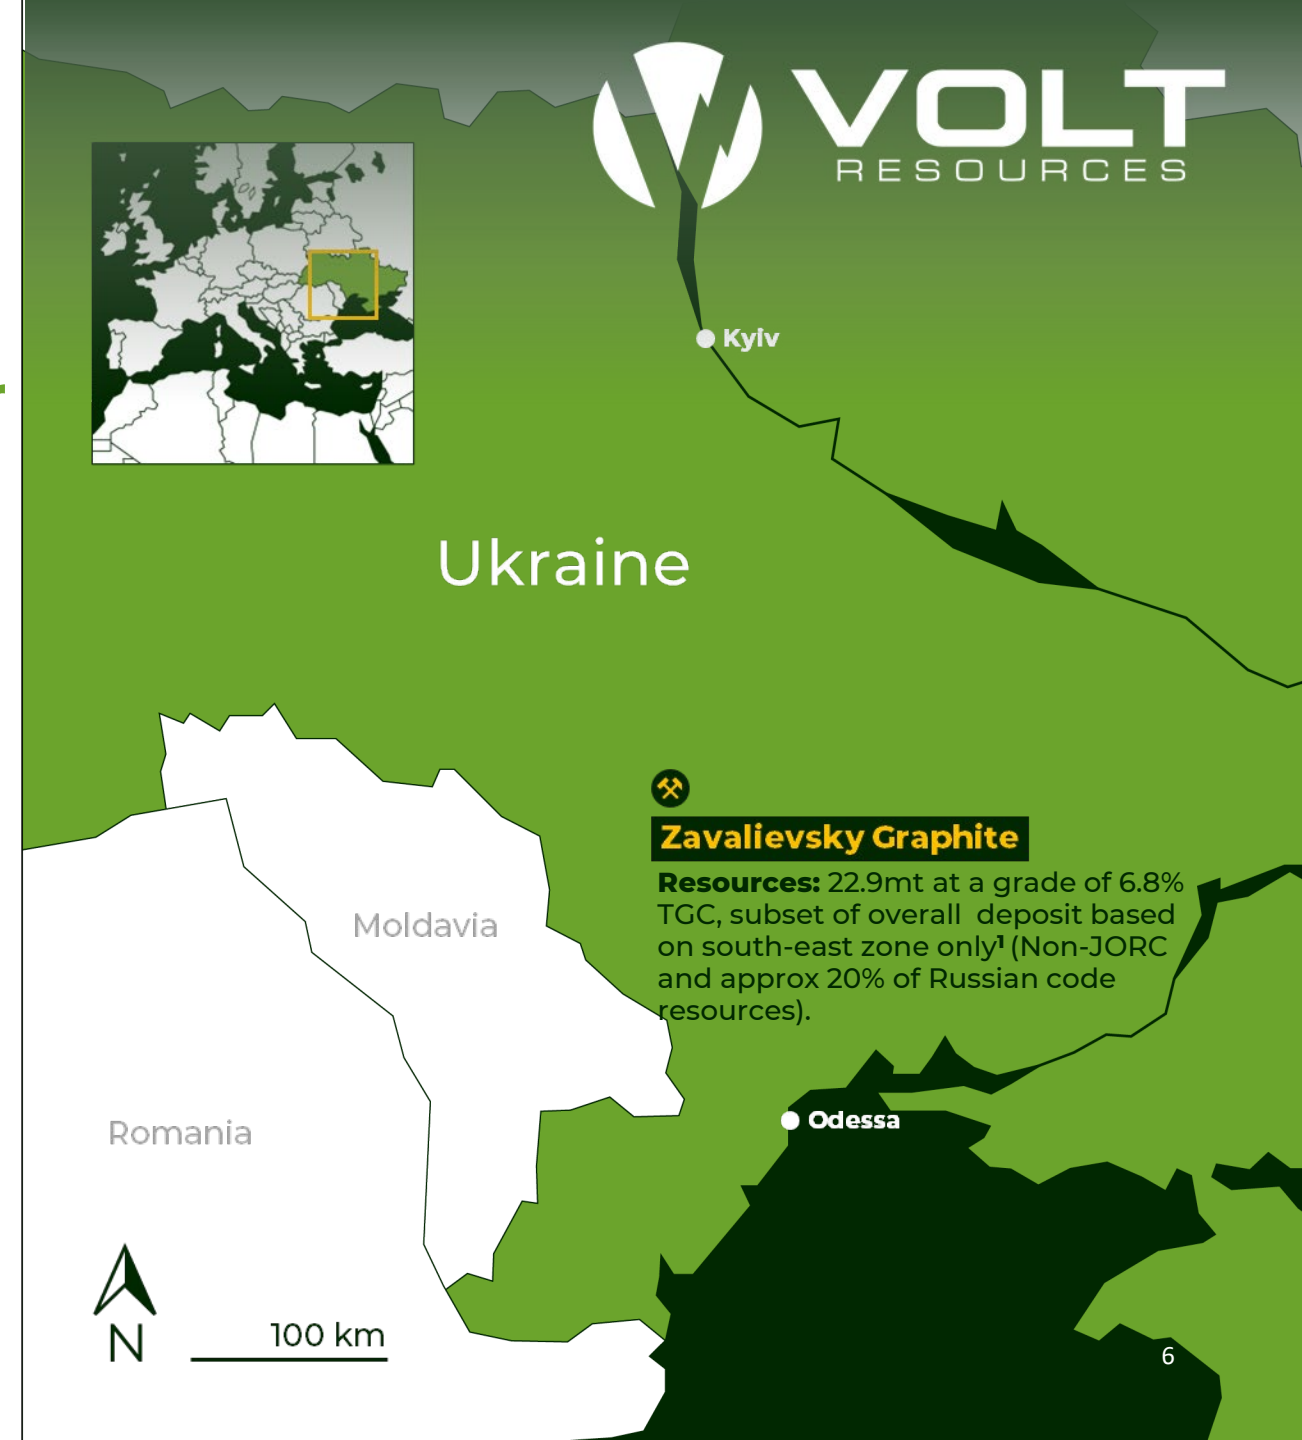 VOLT
RESOURCES
Kyiv
Ukraine
Zavalievsky Graphite
Resources: 22.9mt at a grade of 6.8%
TGC, subset of overall deposit based
on south-east zone only¹ (Non-JORC
and approx 20% of Russian code
resources).
Moldavia
Odessa
Romania
N
100 km
6